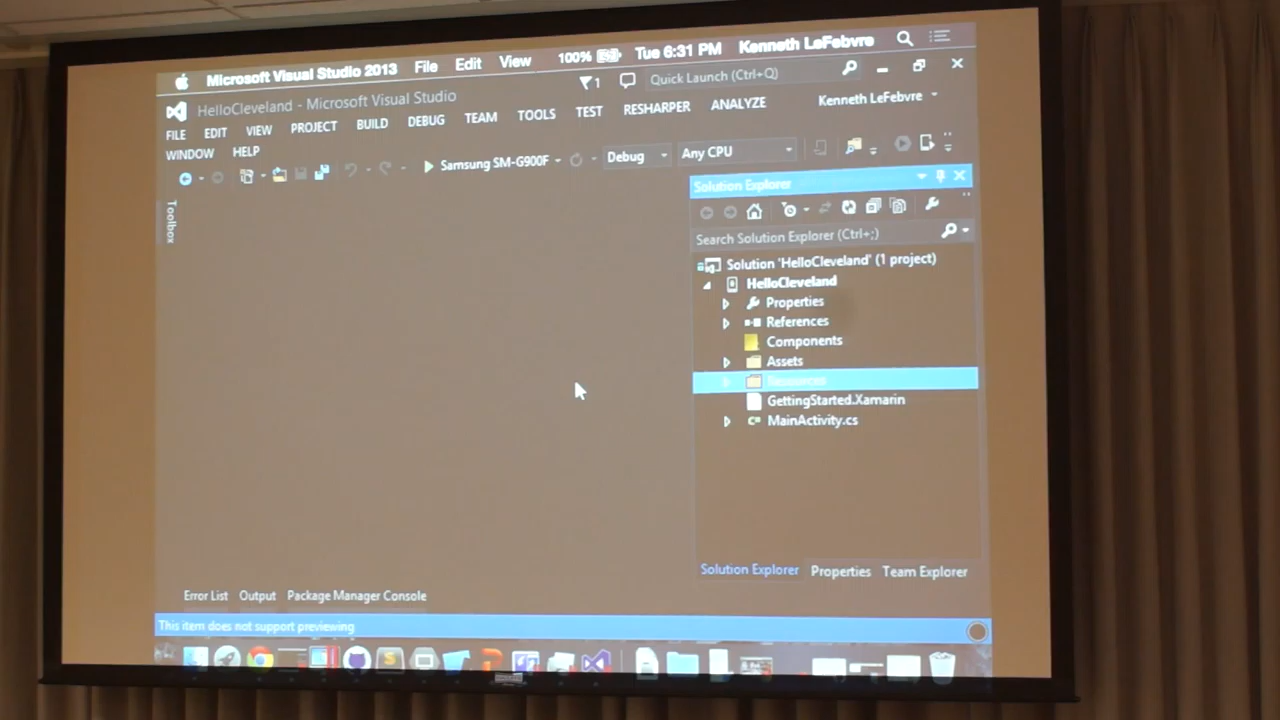 Microsoft Visual Studio 2013 File Edit View 100% Tue 6:31 PM Kenneth LeFebvre
HelloCleveland - Microsoft Visual Studio 1 Quick Launch (Ctrl+Q)
FILE EDIT VIEW PROJECT BUILD DEBUG TEAM TOOLS TEST RESHARPER ANALYZE Kenneth LeFebvre
WINDOW HELP
Samsung SM-G900F Debug Any CPU
Toolbox
Solution Explorer
Search Solution Explorer (Ctrl+;)
Solution 'HelloCleveland' (1 project)
HelloCleveland
Properties
References
Components
Assets
Resources
GettingStarted.Xamarin
C# MainActivity.cs
Solution Explorer Properties Team Explorer
Error List Output Package Manager Console
This item does not support previewing